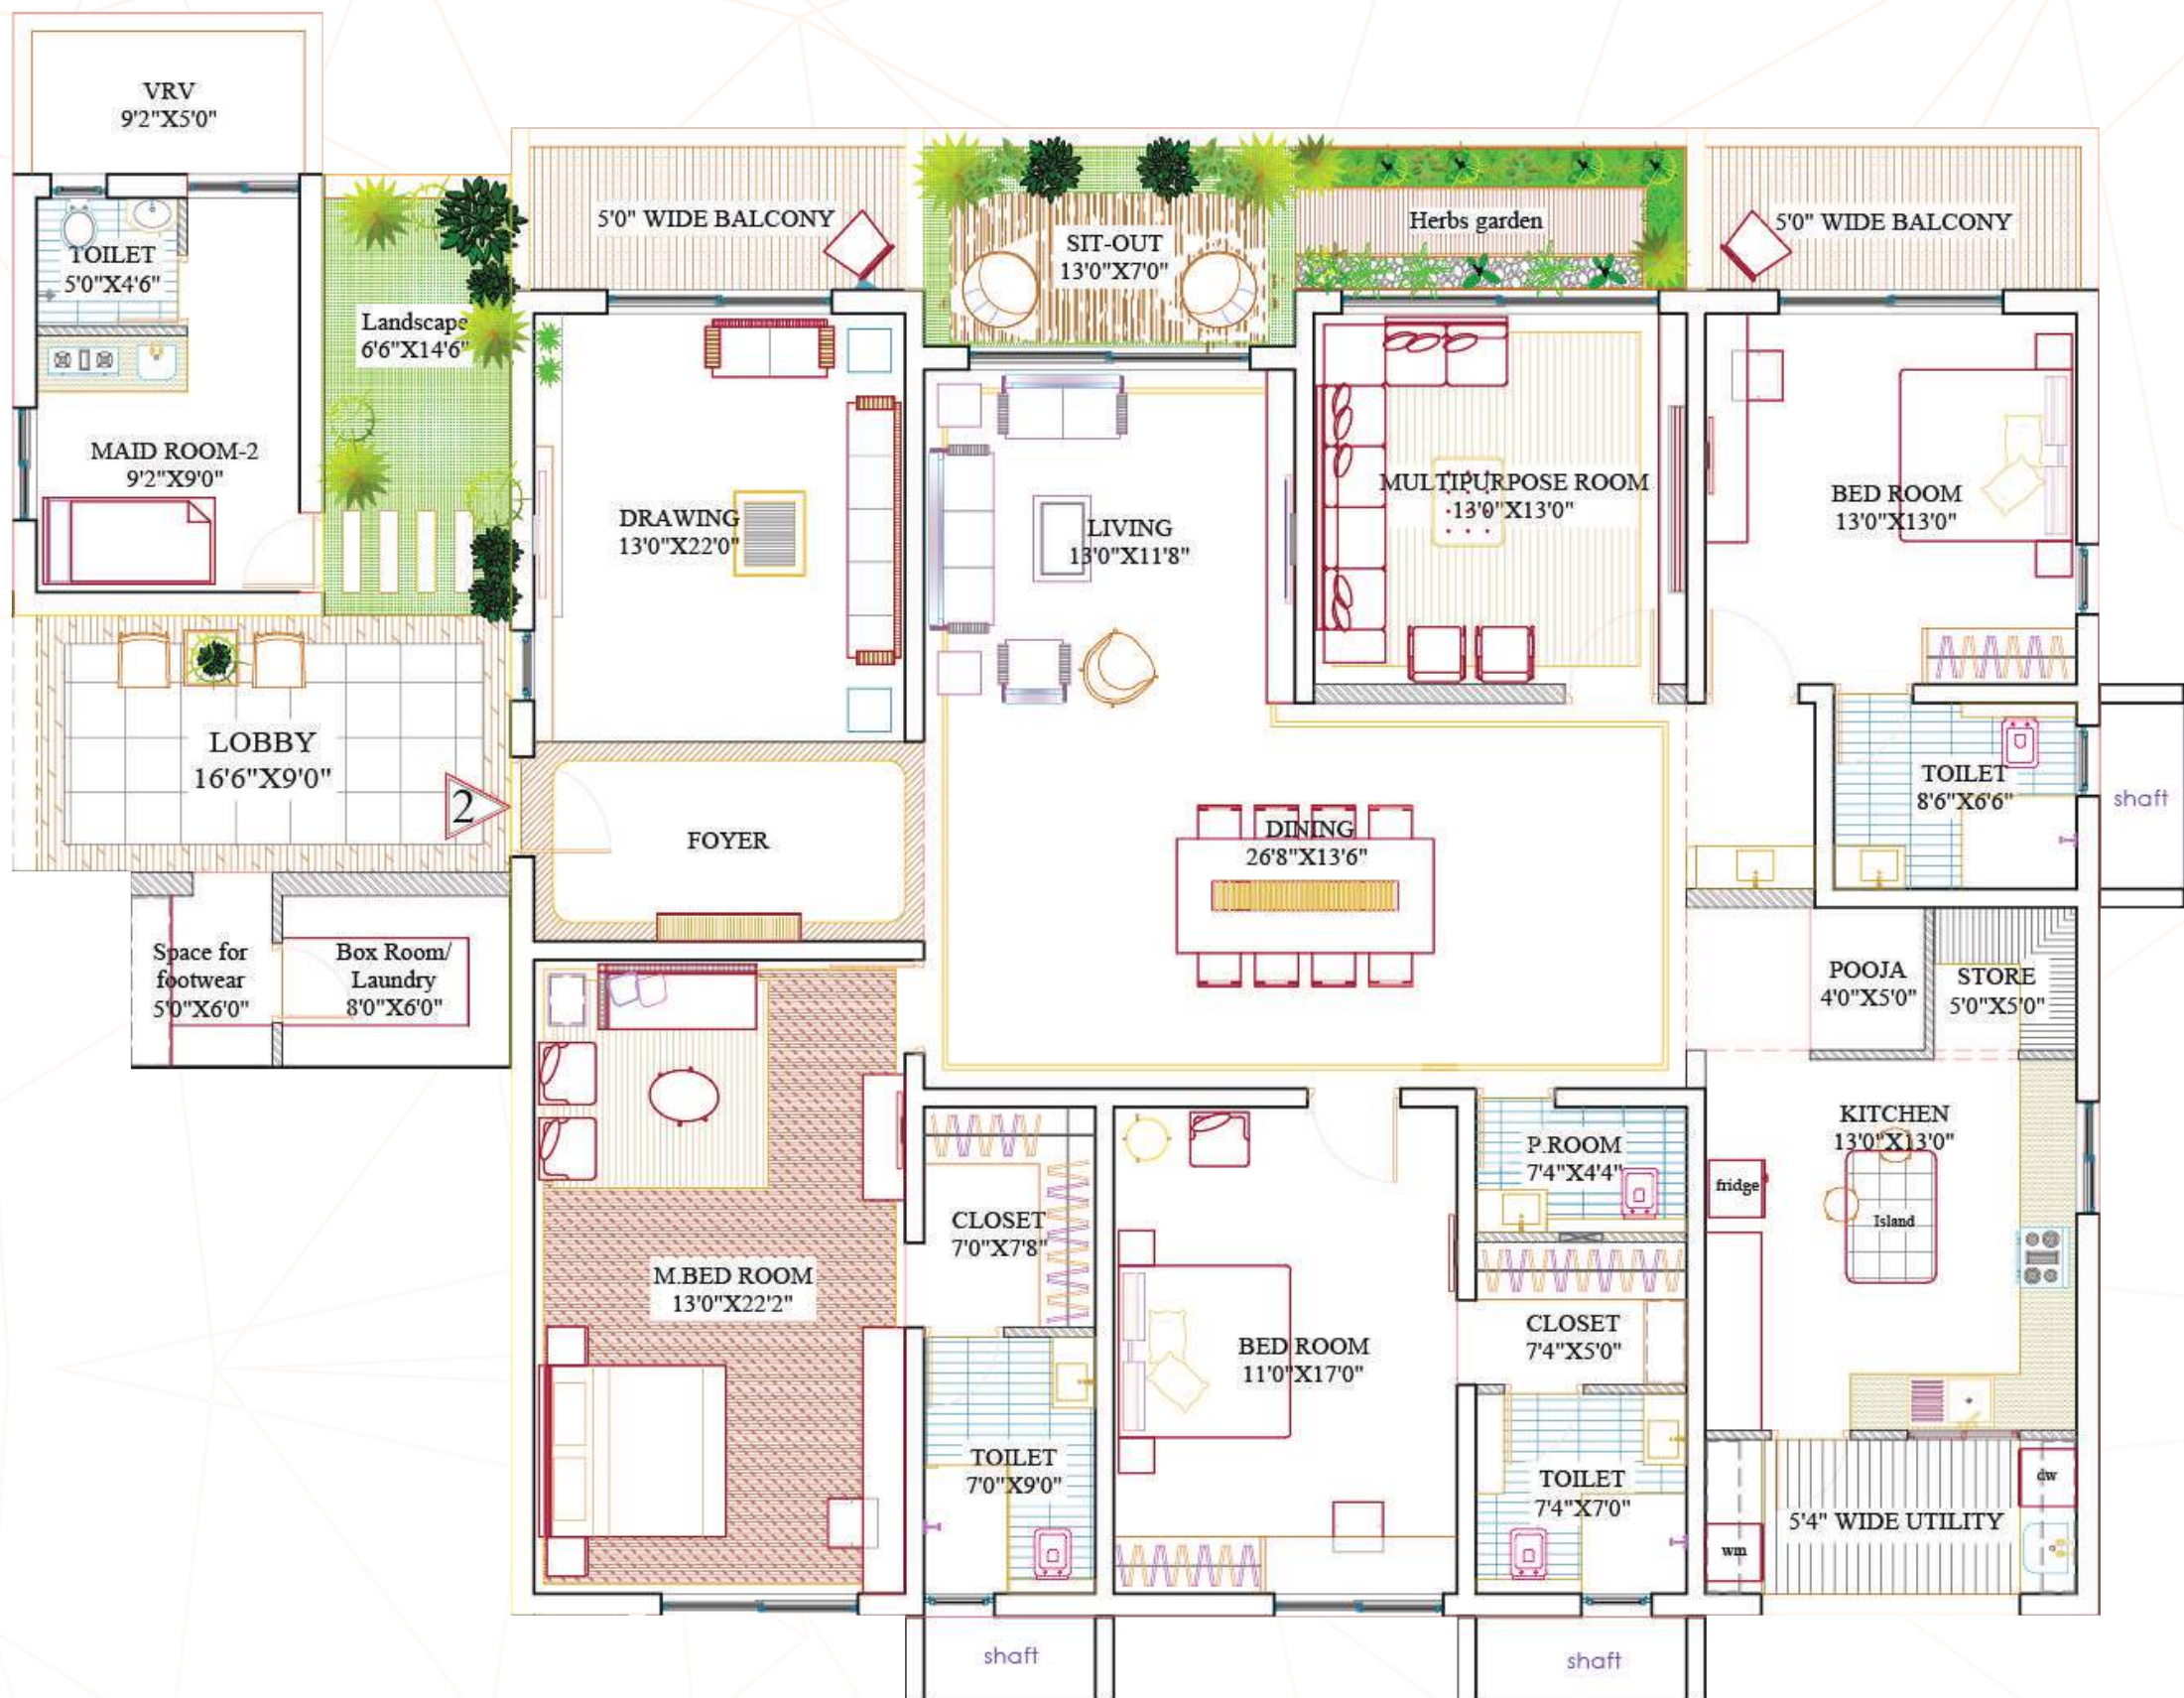 VRV
9'2"X5'0"
TOILET
5'0"X4'6"
Landscape
6'6"X14'6"
MAID ROOM-2
9'2"X9'0"
5'0" WIDE BALCONY
SIT-OUT
13'0"X7'0"
Herbs garden
5'0" WIDE BALCONY
DRAWING
13'0"X22'0"
LIVING
13'0"X11'8"
MULTIPURPOSE ROOM
13'0"X13'0"
BED ROOM
13'0"X13'0"
LOBBY
16'6"X9'0"
2
FOYER
DINING
26'8"X13'6"
TOILET
8'6"X6'6"
shaft
Space for
footwear
5'0"X6'0"
Box Room/
Laundry
8'0"X6'0"
POOJA
4'0"X5'0"
STORE
5'0"X5'0"
M.BED ROOM
13'0"X22'2"
CLOSET
7'0"X7'8"
TOILET
7'0"X9'0"
BED ROOM
11'0"X17'0"
P.ROOM
7'4"X4'4"
CLOSET
7'4"X5'0"
TOILET
7'4"X7'0"
KITCHEN
13'0"X13'0"
fridge
Island
5'4" WIDE UTILITY
dw
wm
shaft
shaft